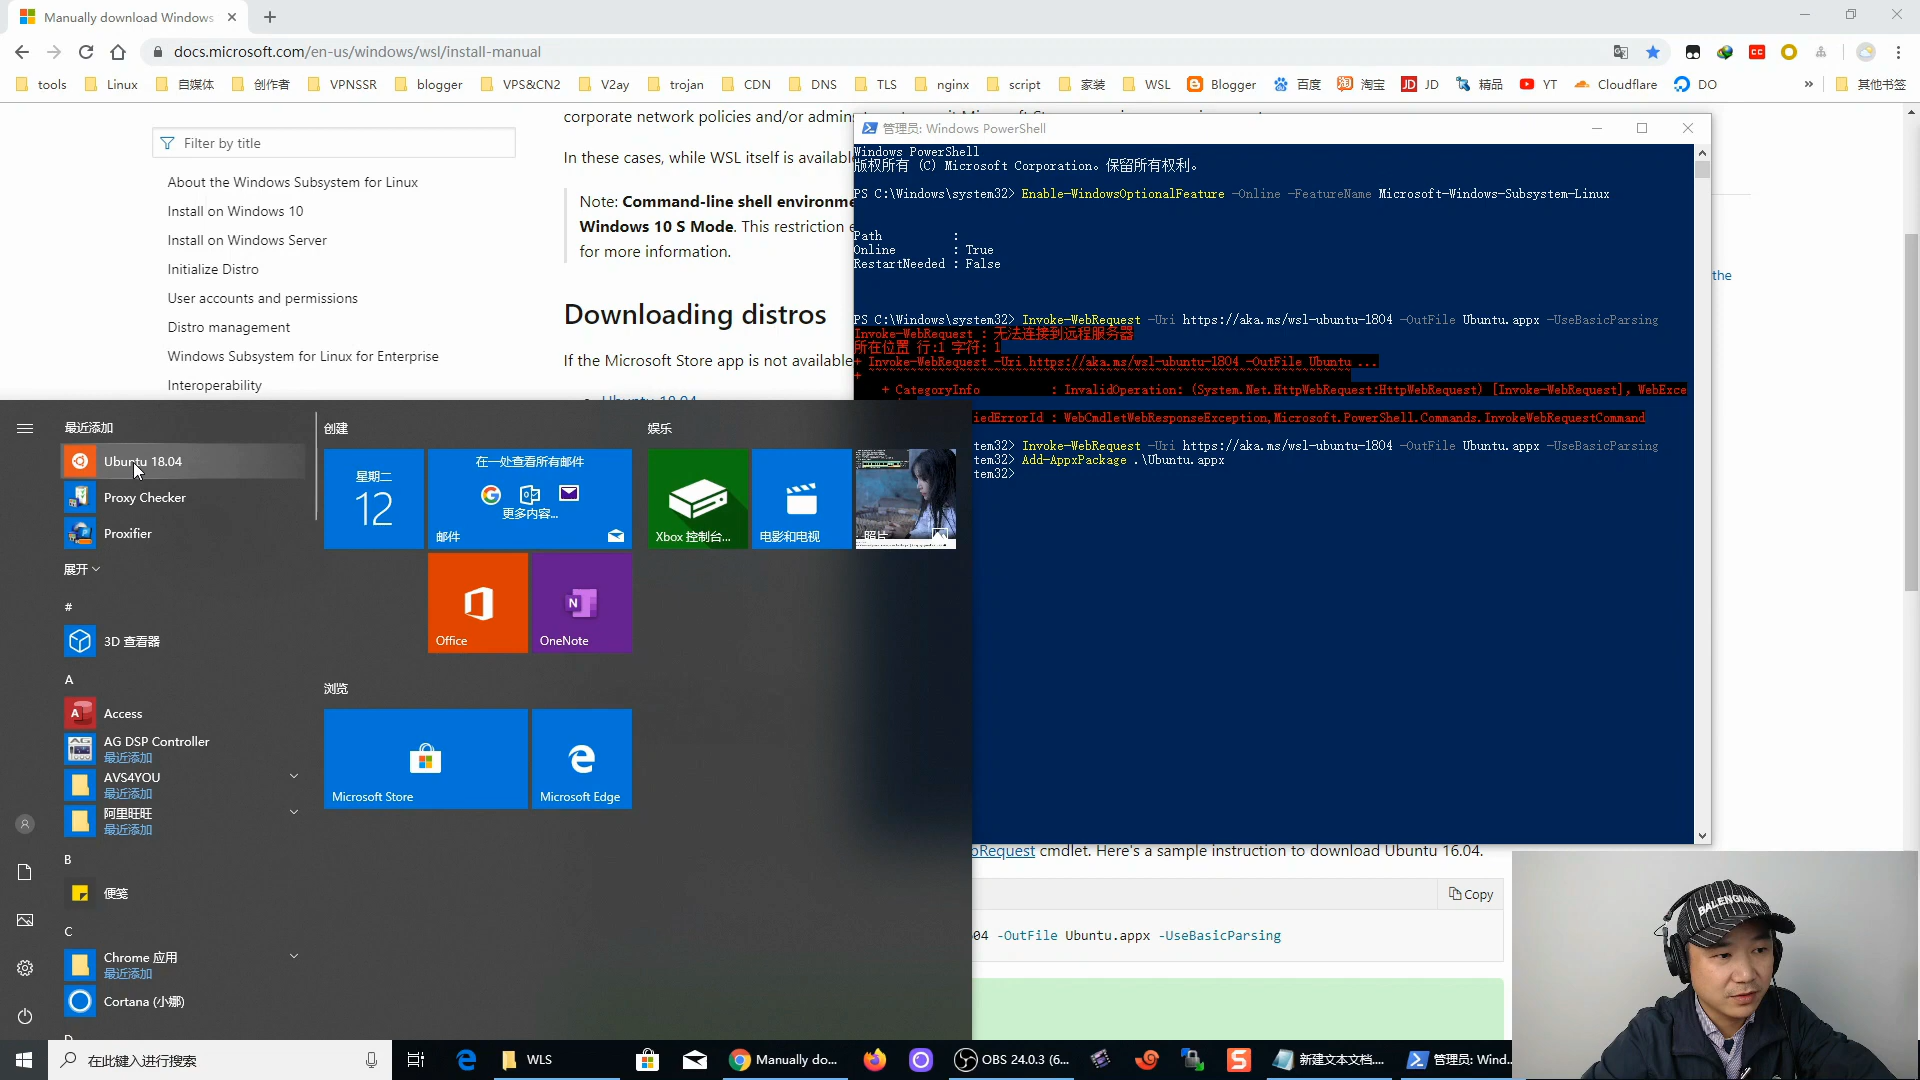 Manually download Windows
docs.microsoft.com/en-us/windows/wsl/install-manual
tools
Linux
自媒体
创作者
VPNSSR
blogger
VPS&CN2
V2ay
trojan
CDN
DNS
TLS
nginx
script
家装
WSL
Blogger
百度
淘宝
JD
精品
YT
Cloudflare
DO
其他书签
Filter by title
About the Windows Subsystem for Linux
Install on Windows 10
Install on Windows Server
Initialize Distro
User accounts and permissions
Distro management
Windows Subsystem for Linux for Enterprise
Interoperability
corporate network policies and/or
In these cases, while WSL itself is
Note: Command-line shell
Windows 10 S Mode. This restriction
for more information.
Downloading distros
If the Microsoft Store app is not available
Ubuntu 18.04
the
管理员: Windows PowerShell
Windows PowerShell
版权所有 (C) Microsoft Corporation。保留所有权利。
PS C:\Windows\system32> Enable-WindowsOptionalFeature -Online -FeatureName Microsoft-Windows-Subsystem-Linux
Path :
Online : True
RestartNeeded : False
PS C:\Windows\system32> Invoke-WebRequest -Uri https://aka.ms/wsl-ubuntu-1804 -OutFile Ubuntu.appx -UseBasicParsing
Invoke-WebRequest : 无法连接到远程服务器
所在位置 行:1 字符: 1
+ Invoke-WebRequest -Uri https://aka.ms/wsl-ubuntu-1804 -OutFile Ubuntu ...
+ ~~~~~~~~~~~~~~~~~~~~~~~~~~~~~~~~~~~~~~~~~~~~~~~~~~~~~~~~~~~~~~~~~~~~~
+ CategoryInfo : InvalidOperation: (System.Net.HttpWebRequest:HttpWebRequest) [Invoke-WebRequest], WebExce
iedErrorId : WebCmdletWebResponseException,Microsoft.PowerShell.Commands.InvokeWebRequestCommand
tem32> Invoke-WebRequest -Uri https://aka.ms/wsl-ubuntu-1804 -OutFile Ubuntu.appx -UseBasicParsing
tem32> Add-AppxPackage .\Ubuntu.appx
tem32>
最近添加
Ubuntu 18.04
Proxy Checker
Proxifier
展开
#
3D 查看器
A
Access
AG DSP Controller
最近添加
AVS4YOU
最近添加
阿里旺旺
最近添加
B
便笺
C
Chrome 应用
最近添加
Cortana (小娜)
创建
星期二
12
在一处查看所有邮件
更多内容...
邮件
Office
OneNote
娱乐
Xbox 控制台...
电影和电视
照片
浏览
Microsoft Store
Microsoft Edge
bRequest cmdlet. Here's a sample instruction to download Ubuntu 16.04.
Copy
04 -OutFile Ubuntu.appx -UseBasicParsing
BALENCIAGA
在此键入进行搜索
WLS
Manually do...
OBS 24.0.3 (6...
新建文本文档....
管理员: Wind...